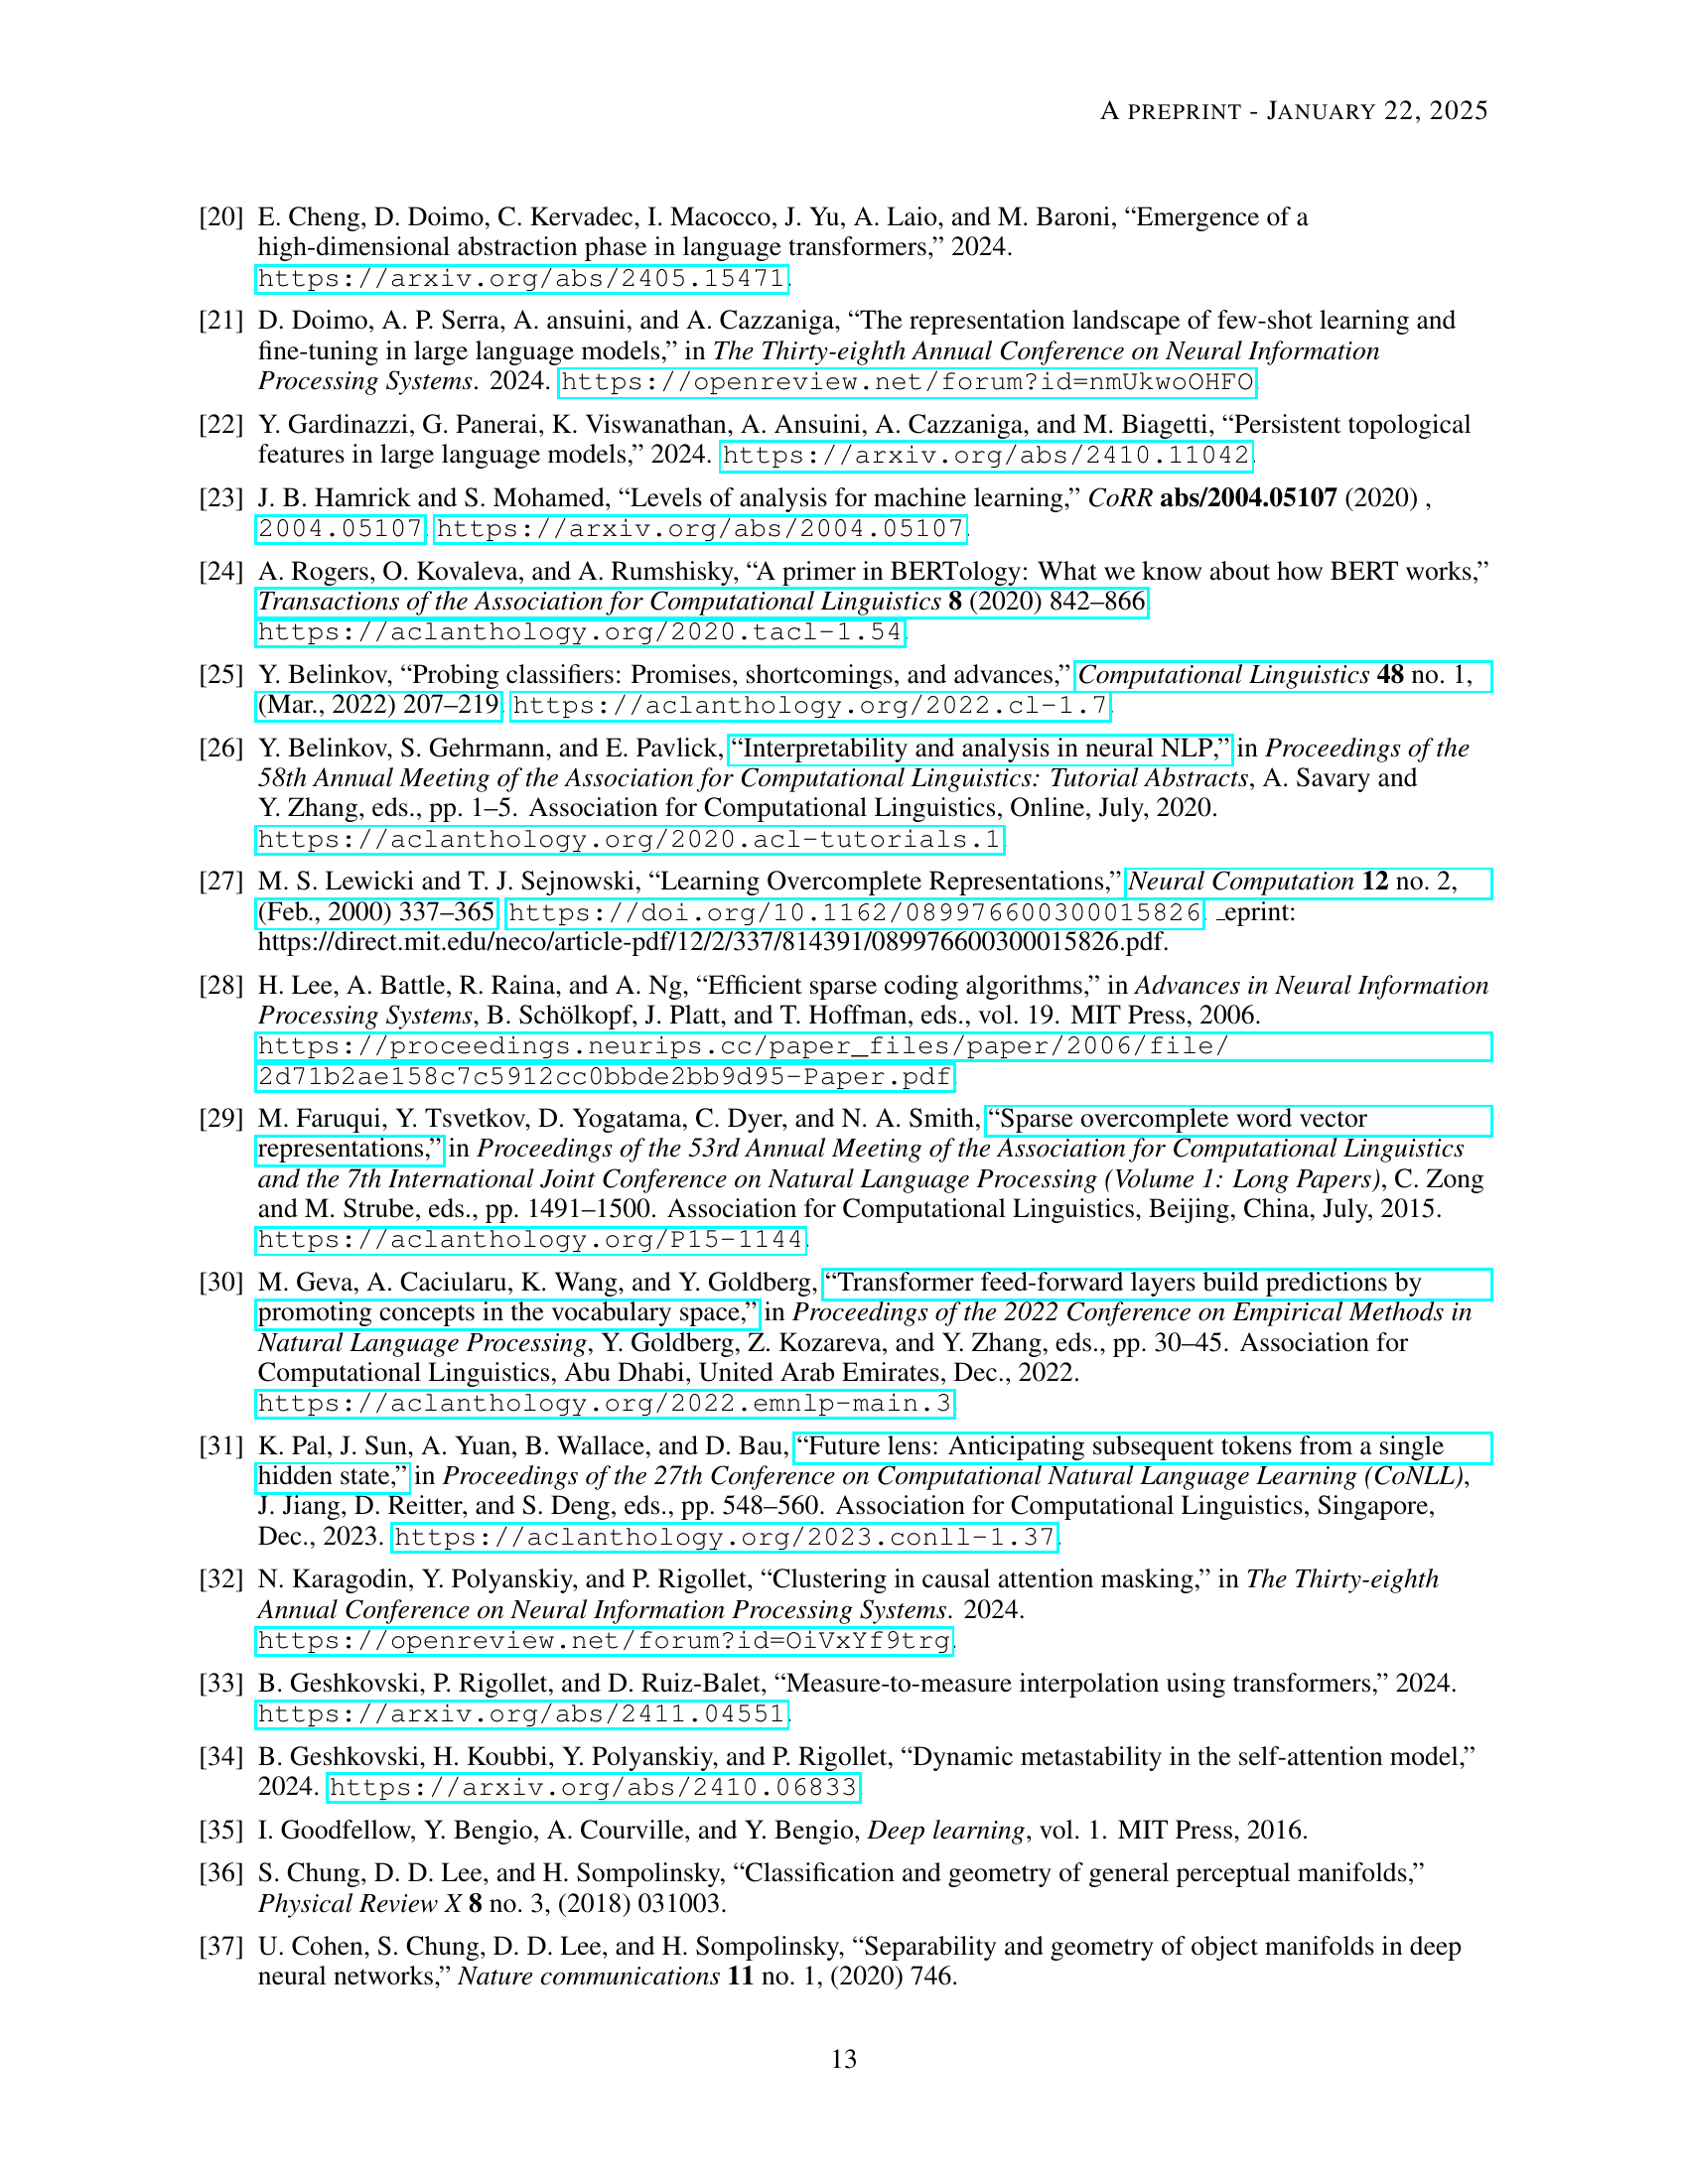 A PREPRINT - JANUARY 22, 2025
[20] E. Cheng, D. Doimo, C. Kervadec, I. Macocco, J. Yu, A. Laio, and M. Baroni, “Emergence of a
high-dimensional abstraction phase in language transformers,” 2024.
https://arxiv.org/abs/2405.15471.
[21] D. Doimo, A. P. Serra, A. ansuini, and A. Cazzaniga, “The representation landscape of few-shot learning and
fine-tuning in large language models,” in The Thirty-eighth Annual Conference on Neural Information
Processing Systems. 2024. https://openreview.net/forum?id=nmUkwoOHFO.
[22] Y. Gardinazzi, G. Panerai, K. Viswanathan, A. Ansuini, A. Cazzaniga, and M. Biagetti, “Persistent topological
features in large language models,” 2024. https://arxiv.org/abs/2410.11042.
[23] J. B. Hamrick and S. Mohamed, “Levels of analysis for machine learning,” CoRR abs/2004.05107 (2020) ,
2004.05107. https://arxiv.org/abs/2004.05107.
[24] A. Rogers, O. Kovaleva, and A. Rumshisky, “A primer in BERTology: What we know about how BERT works,”
Transactions of the Association for Computational Linguistics 8 (2020) 842–866.
https://aclanthology.org/2020.tacl-1.54.
[25] Y. Belinkov, “Probing classifiers: Promises, shortcomings, and advances,” Computational Linguistics 48 no. 1,
(Mar., 2022) 207–219. https://aclanthology.org/2022.cl-1.7.
[26] Y. Belinkov, S. Gehrmann, and E. Pavlick, “Interpretability and analysis in neural NLP,” in Proceedings of the
58th Annual Meeting of the Association for Computational Linguistics: Tutorial Abstracts, A. Savary and
Y. Zhang, eds., pp. 1–5. Association for Computational Linguistics, Online, July, 2020.
https://aclanthology.org/2020.acl-tutorials.1.
[27] M. S. Lewicki and T. J. Sejnowski, “Learning Overcomplete Representations,” Neural Computation 12 no. 2,
(Feb., 2000) 337–365. https://doi.org/10.1162/089976600300015826. _eprint:
https://direct.mit.edu/neco/article-pdf/12/2/337/814391/089976600300015826.pdf.
[28] H. Lee, A. Battle, R. Raina, and A. Ng, “Efficient sparse coding algorithms,” in Advances in Neural Information
Processing Systems, B. Schölkopf, J. Platt, and T. Hoffman, eds., vol. 19. MIT Press, 2006.
https://proceedings.neurips.cc/paper_files/paper/2006/file/
2d71b2ae158c7c5912cc0bbde2bb9d95-Paper.pdf.
[29] M. Faruqui, Y. Tsvetkov, D. Yogatama, C. Dyer, and N. A. Smith, “Sparse overcomplete word vector
representations,” in Proceedings of the 53rd Annual Meeting of the Association for Computational Linguistics
and the 7th International Joint Conference on Natural Language Processing (Volume 1: Long Papers), C. Zong
and M. Strube, eds., pp. 1491–1500. Association for Computational Linguistics, Beijing, China, July, 2015.
https://aclanthology.org/P15-1144.
[30] M. Geva, A. Caciularu, K. Wang, and Y. Goldberg, “Transformer feed-forward layers build predictions by
promoting concepts in the vocabulary space,” in Proceedings of the 2022 Conference on Empirical Methods in
Natural Language Processing, Y. Goldberg, Z. Kozareva, and Y. Zhang, eds., pp. 30–45. Association for
Computational Linguistics, Abu Dhabi, United Arab Emirates, Dec., 2022.
https://aclanthology.org/2022.emnlp-main.3.
[31] K. Pal, J. Sun, A. Yuan, B. Wallace, and D. Bau, “Future lens: Anticipating subsequent tokens from a single
hidden state,” in Proceedings of the 27th Conference on Computational Natural Language Learning (CoNLL),
J. Jiang, D. Reitter, and S. Deng, eds., pp. 548–560. Association for Computational Linguistics, Singapore,
Dec., 2023. https://aclanthology.org/2023.conll-1.37.
[32] N. Karagodin, Y. Polyanskiy, and P. Rigollet, “Clustering in causal attention masking,” in The Thirty-eighth
Annual Conference on Neural Information Processing Systems. 2024.
https://openreview.net/forum?id=OiVxYf9trg.
[33] B. Geshkovski, P. Rigollet, and D. Ruiz-Balet, “Measure-to-measure interpolation using transformers,” 2024.
https://arxiv.org/abs/2411.04551.
[34] B. Geshkovski, H. Koubbi, Y. Polyanskiy, and P. Rigollet, “Dynamic metastability in the self-attention model,”
2024. https://arxiv.org/abs/2410.06833.
[35] I. Goodfellow, Y. Bengio, A. Courville, and Y. Bengio, Deep learning, vol. 1. MIT Press, 2016.
[36] S. Chung, D. D. Lee, and H. Sompolinsky, “Classification and geometry of general perceptual manifolds,”
Physical Review X 8 no. 3, (2018) 031003.
[37] U. Cohen, S. Chung, D. D. Lee, and H. Sompolinsky, “Separability and geometry of object manifolds in deep
neural networks,” Nature communications 11 no. 1, (2020) 746.
13